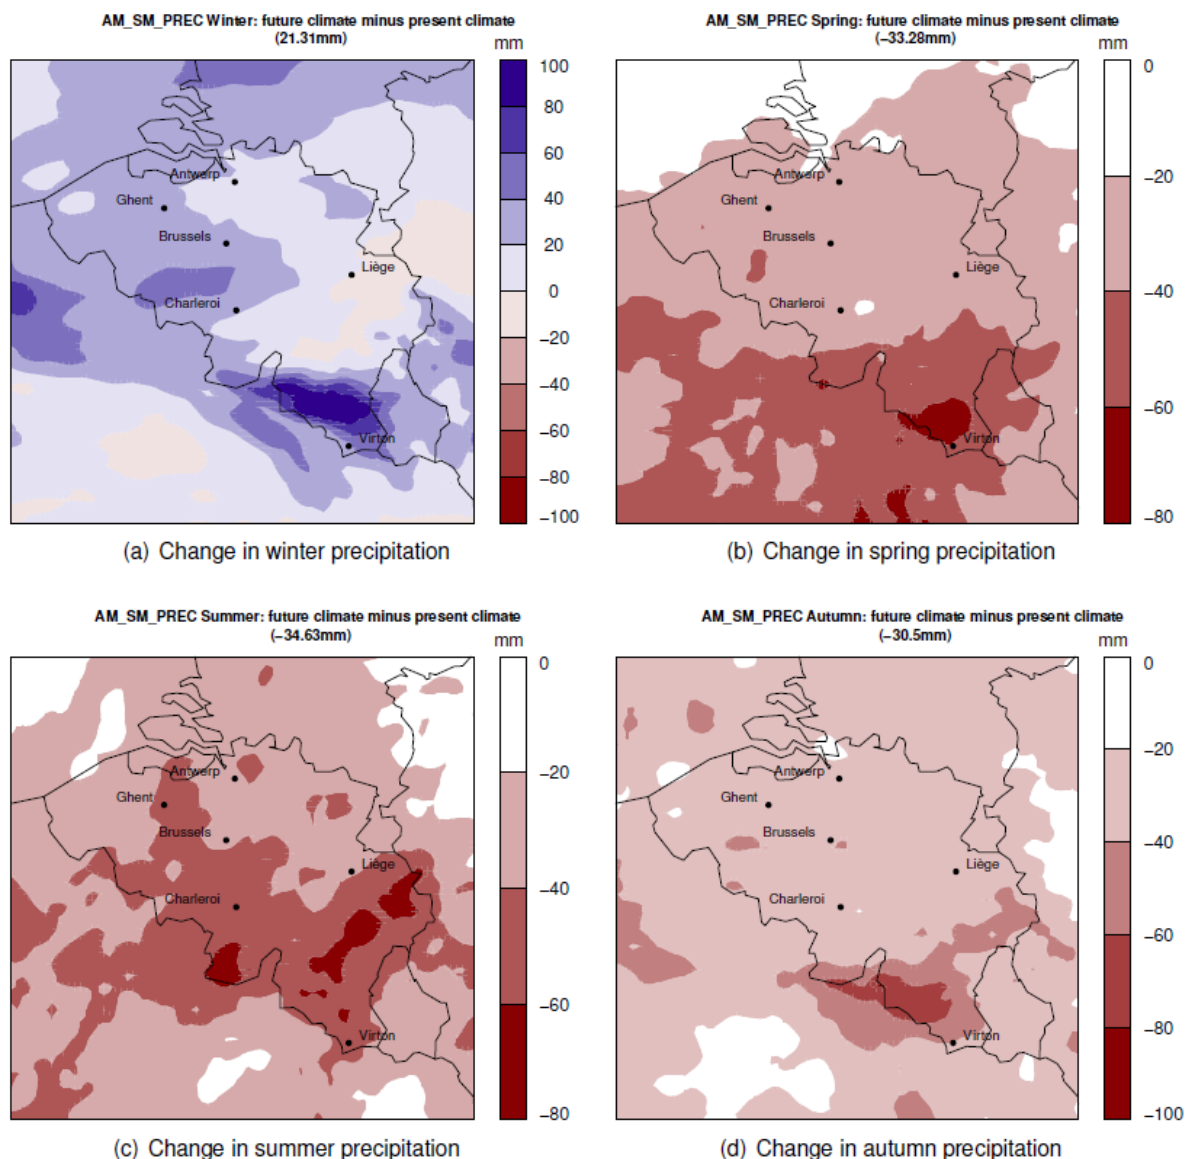 AM_SM_PREC Winter: future climate minus present climate
(21.31mm)
mm
100
80
60
40
20
0
−20
−40
−60
−80
−100
Antwerp
Ghent
Brussels
Liège
Charleroi
Virton
(a) Change in winter precipitation
AM_SM_PREC Spring: future climate minus present climate
(−33.28mm)
mm
0
−20
−40
−60
−80
Antwerp
Ghent
Brussels
Liège
Charleroi
Virton
(b) Change in spring precipitation
AM_SM_PREC Summer: future climate minus present climate
(−34.63mm)
mm
0
−20
−40
−60
−80
Antwerp
Ghent
Brussels
Liège
Charleroi
Virton
(c) Change in summer precipitation
AM_SM_PREC Autumn: future climate minus present climate
(−30.5mm)
mm
0
−20
−40
−60
−80
−100
Antwerp
Ghent
Brussels
Liège
Charleroi
Virton
(d) Change in autumn precipitation